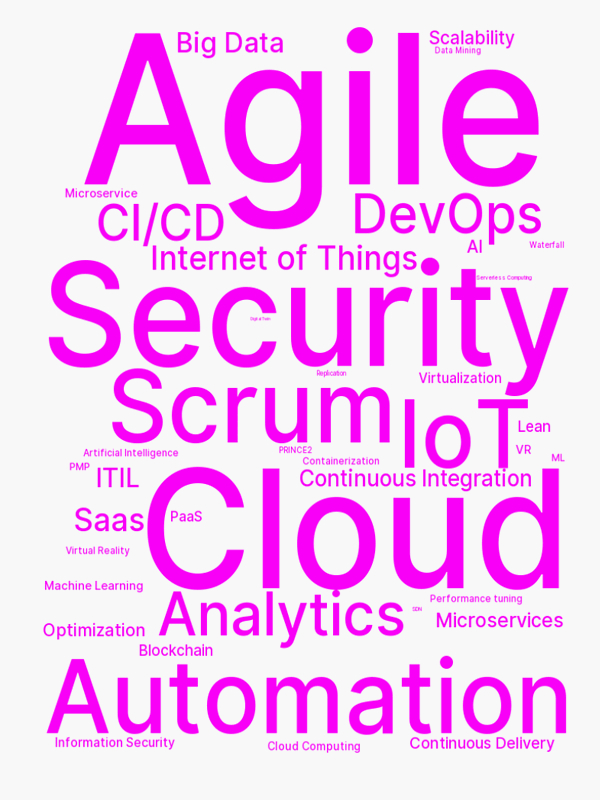 Agile
Big Data
Scalability
Data Mining
Microservice
CI/CD
DevOps
AI
Waterfall
Internet of Things
Security
Serverless Computing
Digital Twin
Replication
Virtualization
Scrum
IoT
Lean
VR
ML
Artificial Intelligence
PRINCE2
Containerization
PMP
ITIL
Continuous Integration
Cloud
Saas
PaaS
Virtual Reality
Machine Learning
Analytics
Performance tuning
SDN
Microservices
Optimization
Blockchain
Automation
Information Security
Cloud Computing
Continuous Delivery